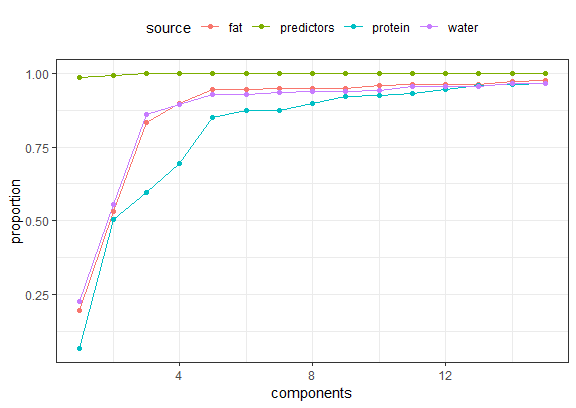 source fat predictors protein water
1.00
0.75
0.50
0.25
proportion
4 8 12
components